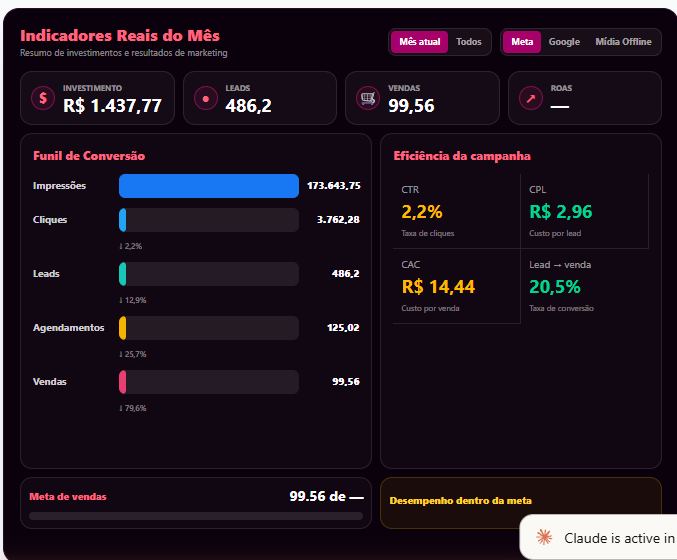 Indicadores Reais do Mês
Resumo de investimentos e resultados de marketing
Mês atual Todos
Meta Google Mídia Offline
$ INVESTIMENTO
R$ 1.437,77
LEADS
486,2
VENDAS
99,56
ROAS
—
Funil de Conversão
Impressões 173.643,75
Cliques 3.762,28
↓ 2,2%
Leads 486,2
↓ 12,9%
Agendamentos 125,02
↓ 25,7%
Vendas 99,56
↓ 79,6%
Eficiência da campanha
CTR
2,2%
Taxa de cliques
CPL
R$ 2,96
Custo por lead
CAC
R$ 14,44
Custo por venda
Lead → venda
20,5%
Taxa de conversão
Meta de vendas 99.56 de —
Desempenho dentro da meta
Claude is active in